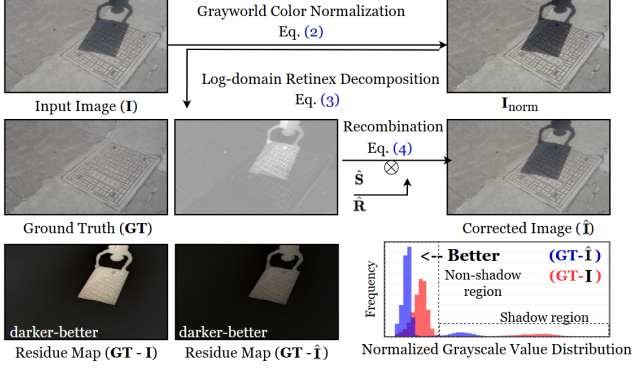 Grayworld Color Normalization
Eq. (2)
Input Image (I)
I_norm
Log-domain Retinex Decomposition
Eq. (3)
Recombination
Eq. (4)
⊗
Ŝ
R̂
Ground Truth (GT)
Corrected Image (Î)
<-- Better
(GT-Î)
Non-shadow
region
(GT-I)
Shadow region
Frequency
darker-better
darker-better
Residue Map (GT - I)
Residue Map (GT -Î)
Normalized Grayscale Value Distribution